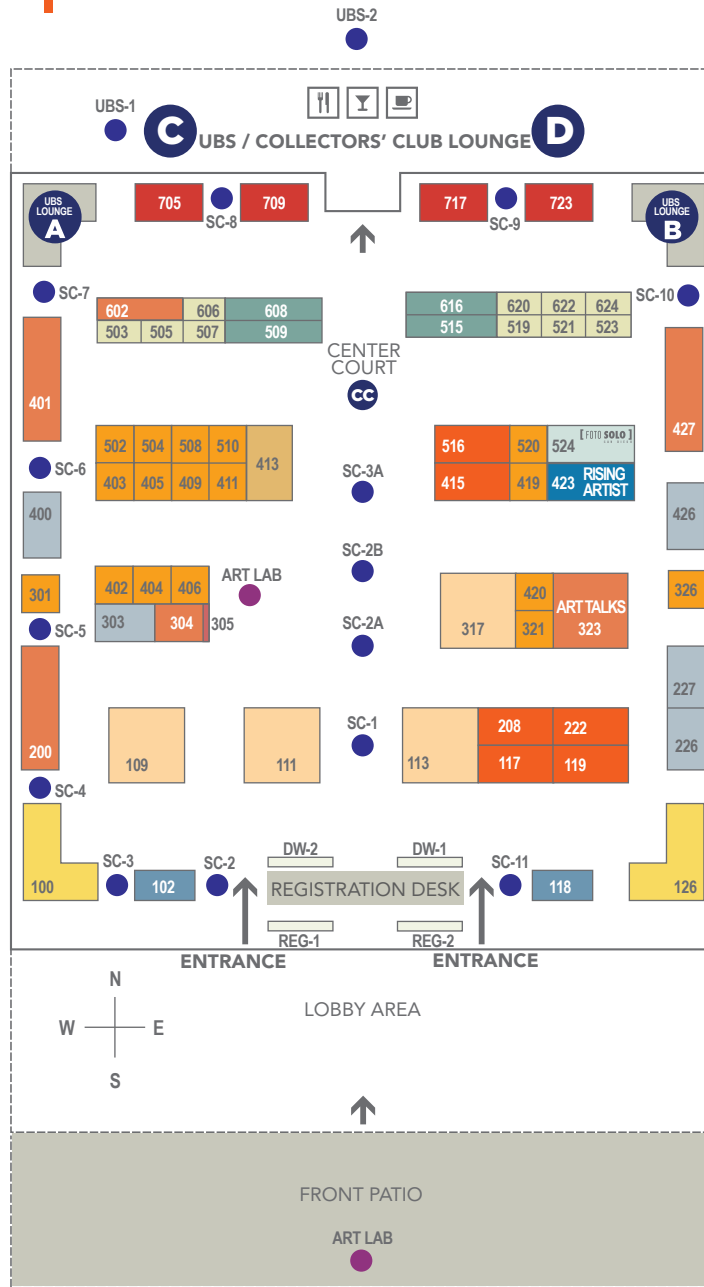 UBS-2
UBS-1
C
D
UBS / COLLECTORS' CLUB LOUNGE
UBS
LOUNGE
A
705
SC-8
709
717
SC-9
723
UBS
LOUNGE
B
SC-7
SC-10
602
606
608
503
505
507
509
616
620
622
624
515
519
521
523
CENTER
COURT
CC
401
427
502
504
508
510
413
403
405
409
411
516
520
524
[ FOTO SOLO ]
415
419
423
RISING
ARTIST
SC-6
SC-3A
400
426
SC-2B
ART LAB
402
404
406
303
304
305
301
SC-5
SC-2A
317
420
321
ART TALKS
323
326
227
226
200
SC-4
SC-1
109
111
113
208
222
117
119
100
SC-3
102
SC-2
DW-2
DW-1
REGISTRATION DESK
SC-11
118
126
REG-1
REG-2
ENTRANCE
ENTRANCE
N
W
E
S
LOBBY AREA
FRONT PATIO
ART LAB